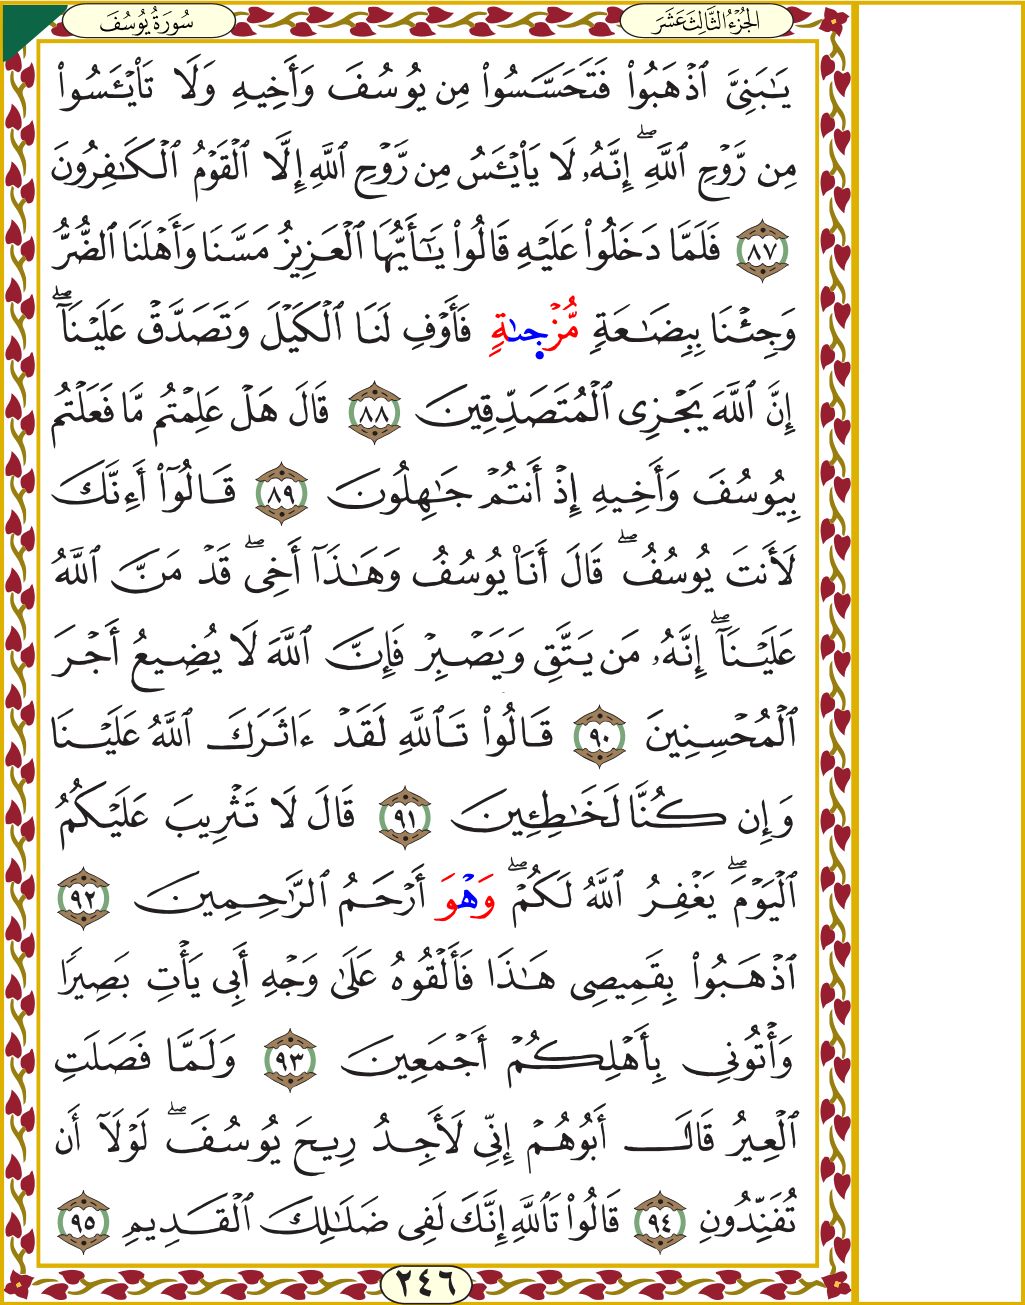 سُورَةُ يُوسُفَ
الجُزْءُ الثَّالِثَ عَشَرَ
يَٰبَنِىَّ ٱذْهَبُوا۟ فَتَحَسَّسُوا۟ مِن يُوسُفَ وَأَخِيهِ وَلَا تَا۟يْـَٔسُوا۟
مِن رَّوْحِ ٱللَّهِ ۖ إِنَّهُۥ لَا يَا۟يْـَٔسُ مِن رَّوْحِ ٱللَّهِ إِلَّا ٱلْقَوْمُ ٱلْكَٰفِرُونَ
٨٧ فَلَمَّا دَخَلُوا۟ عَلَيْهِ قَالُوا۟ يَٰٓأَيُّهَا ٱلْعَزِيزُ مَسَّنَا وَأَهْلَنَا ٱلضُّرُّ
وَجِئْنَا بِبِضَٰعَةٍ مُّزْجىٰةٍ فَأَوْفِ لَنَا ٱلْكَيْلَ وَتَصَدَّقْ عَلَيْنَآ ۖ
إِنَّ ٱللَّهَ يَجْزِى ٱلْمُتَصَدِّقِينَ ٨٨ قَالَ هَلْ عَلِمْتُم مَّا فَعَلْتُم
بِيُوسُفَ وَأَخِيهِ إِذْ أَنتُمْ جَٰهِلُونَ ٨٩ قَالُوٓا۟ أَءِنَّكَ
لَأَنتَ يُوسُفُ ۖ قَالَ أَنَا۠ يُوسُفُ وَهَٰذَآ أَخِى ۖ قَدْ مَنَّ ٱللَّهُ
عَلَيْنَآ ۖ إِنَّهُۥ مَن يَتَّقِ وَيَصْبِرْ فَإِنَّ ٱللَّهَ لَا يُضِيعُ أَجْرَ
ٱلْمُحْسِنِينَ ٩٠ قَالُوا۟ تَٱللَّهِ لَقَدْ ءَاثَرَكَ ٱللَّهُ عَلَيْنَا
وَإِن كُنَّا لَخَٰطِـِٔينَ ٩١ قَالَ لَا تَثْرِيبَ عَلَيْكُمُ
ٱلْيَوْمَ ۖ يَغْفِرُ ٱللَّهُ لَكُمْ ۖ وَهْوَ أَرْحَمُ ٱلرَّٰحِمِينَ ٩٢
ٱذْهَبُوا۟ بِقَمِيصِى هَٰذَا فَأَلْقُوهُ عَلَىٰ وَجْهِ أَبِى يَأْتِ بَصِيرًا
وَأْتُونِى بِأَهْلِكُمْ أَجْمَعِينَ ٩٣ وَلَمَّا فَصَلَتِ
ٱلْعِيرُ قَالَ أَبُوهُمْ إِنِّى لَأَجِدُ رِيحَ يُوسُفَ ۖ لَوْلَآ أَن
تُفَنِّدُونِ ٩٤ قَالُوا۟ تَٱللَّهِ إِنَّكَ لَفِى ضَلَٰلِكَ ٱلْقَدِيمِ ٩٥
٢٤٦